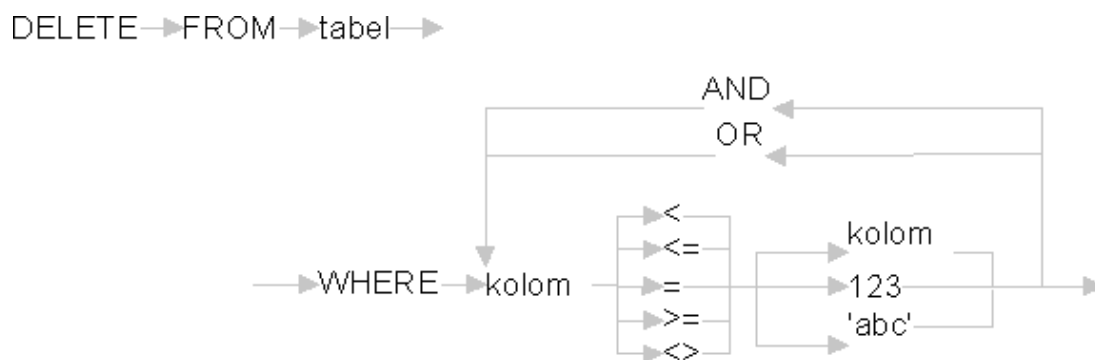 DELETE FROM tabel
AND
OR
<
<=
kolom
WHERE kolom = 123
>=
'abc'
<>